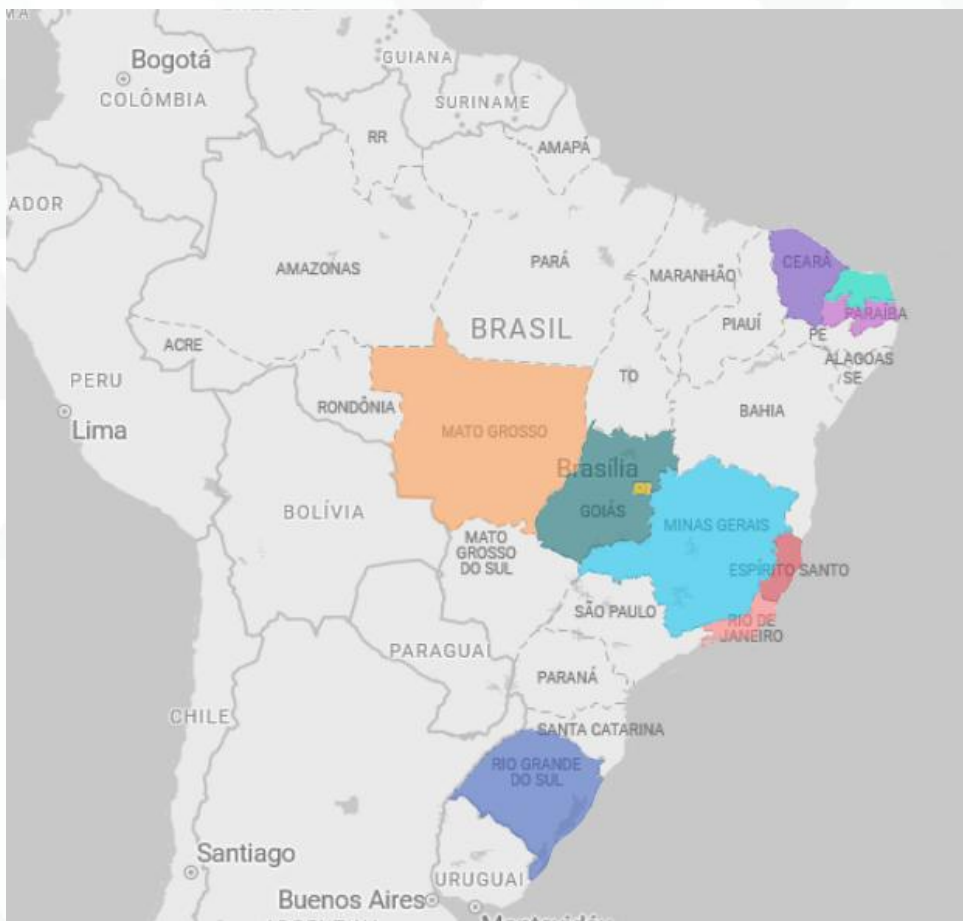 MA
GUIANA
Bogotá
COLÔMBIA
SURINAME
RR
AMAPÁ
ADOR
CEARÁ
AMAZONAS
PARÁ
MARANHÃO
PARAÍBA
BRASIL
PIAUÍ
PE
ACRE
ALAGOAS
SE
PERU
TO
RONDÔNIA
BAHIA
Lima
MATO GROSSO
Brasília
BOLÍVIA
GOIÁS
MINAS GERAIS
MATO
GROSSO
DO SUL
ESPÍRITO SANTO
SÃO PAULO
RIO DE
JANEIRO
PARAGUAI
PARANÁ
CHILE
SANTA CATARINA
RIO GRANDE
DO SUL
Santiago
URUGUAI
Buenos Aires